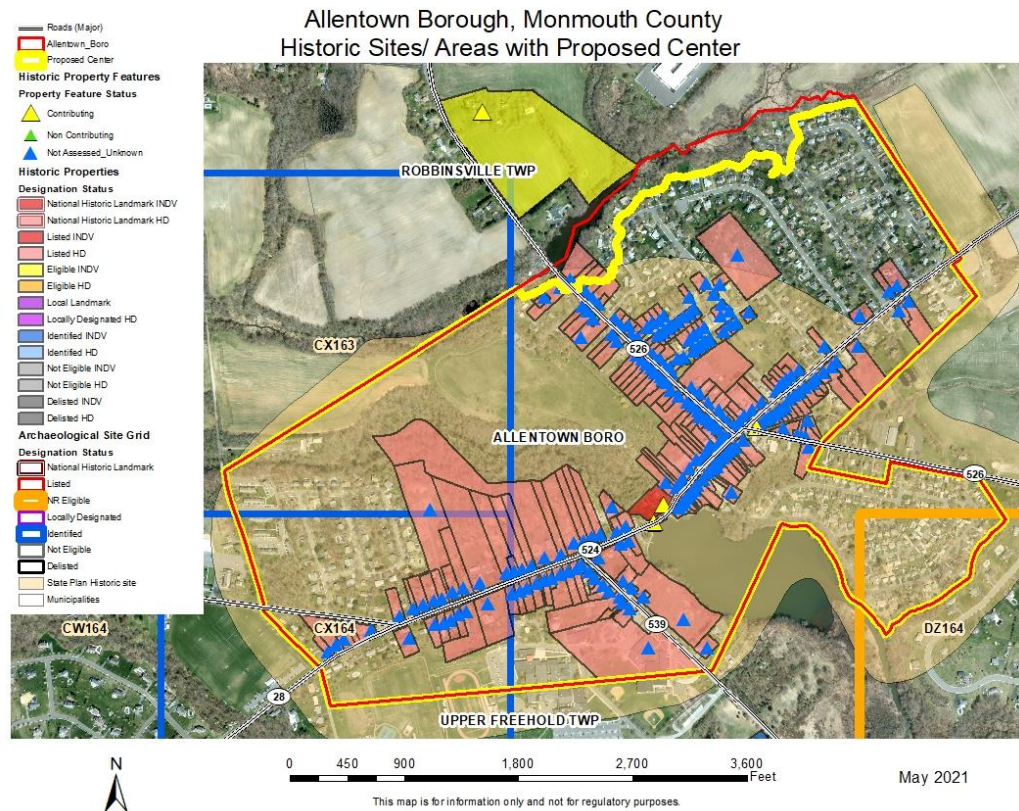 Allentown Borough, Monmouth County
Historic Sites/ Areas with Proposed Center
Roads (Major)
Allentown_Boro
Proposed Center
Historic Property Features
Property Feature Status
Contributing
Non Contributing
Not Assessed_Unknown
Historic Properties
Designation Status
National Historic Landmark INDV
National Historic Landmark HD
Listed INDV
Listed HD
Eligible INDV
Eligible HD
Local Landmark
Locally Designated HD
Identified INDV
Identified HD
Not Eligible INDV
Not Eligible HD
Delisted INDV
Delisted HD
Archaeological Site Grid
Designation Status
National Historic Landmark
Listed
NR Eligible
Locally Designated
Identified
Not Eligible
Delisted
State Plan Historic site
Municipalities
ROBBINSVILLE TWP
CX163
526
ALLENTOWN BORO
526
524
CW164
CX164
539
DZ164
28
UPPER FREEHOLD TWP
N
0 450 900 1,800 2,700 3,600
Feet
May 2021
This map is for information only and not for regulatory purposes.